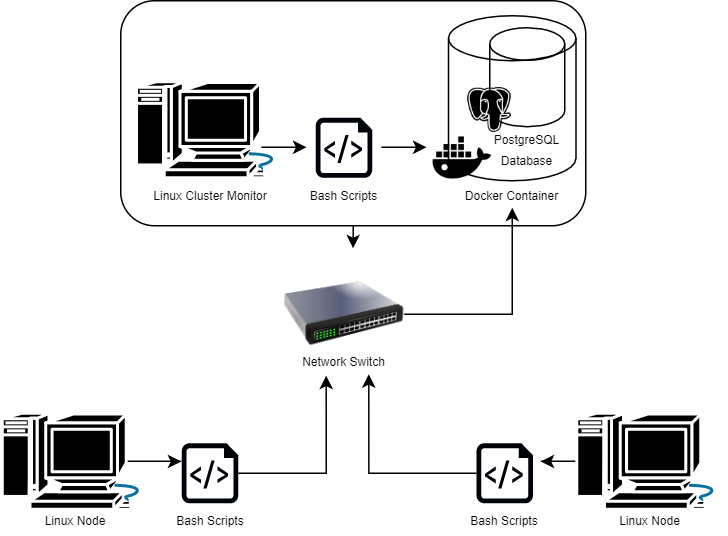 PostgreSQL
Database
Linux Cluster Monitor
Bash Scripts
Docker Container
Network Switch
Linux Node
Bash Scripts
Bash Scripts
Linux Node